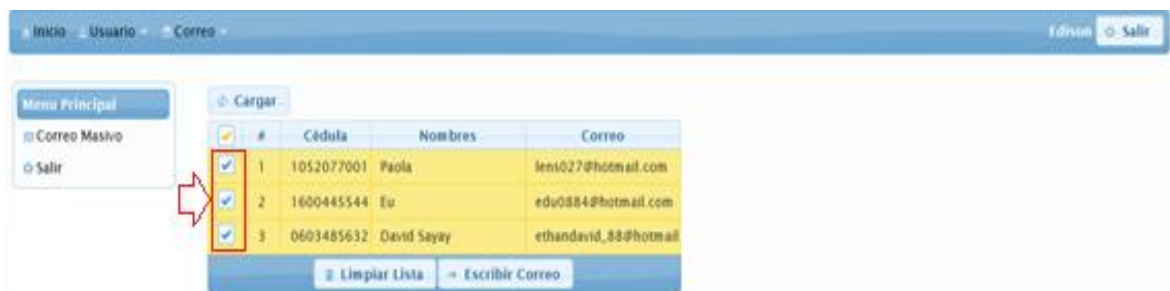 Inicio Usuario Correo Edison Salir
Menu Principal
Correo Masivo
Salir
Cargar
# Cédula Nombres Correo
1 1052077001 Paola lens027@hotmail.com
2 1600445544 Eu edu0884@hotmail.com
3 0603485632 David Sayay ethandavid_88@hotmail
Limpiar Lista Escribir Correo